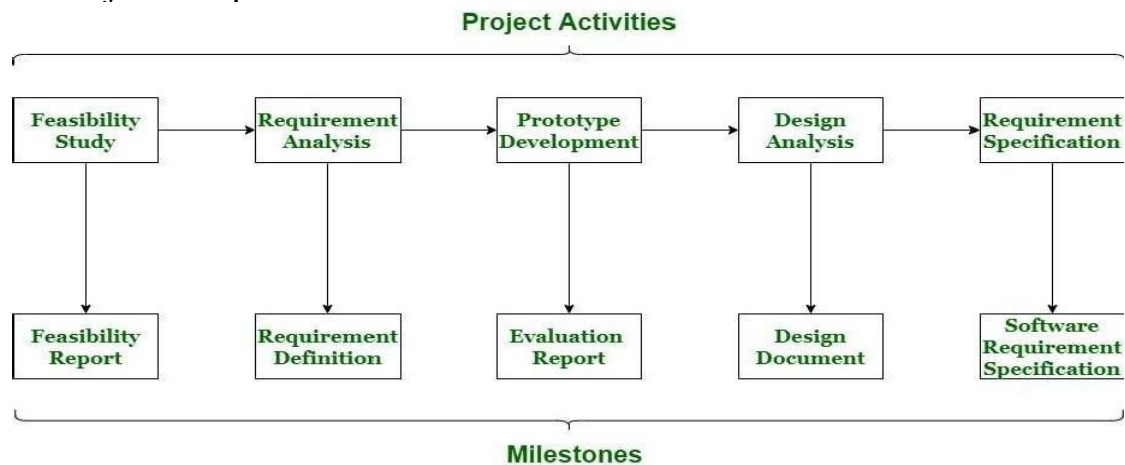 Project Activities
Feasibility
Study
Requirement
Analysis
Prototype
Development
Design
Analysis
Requirement
Specification
Feasibility
Report
Requirement
Definition
Evaluation
Report
Design
Document
Software
Requirement
Specification
Milestones